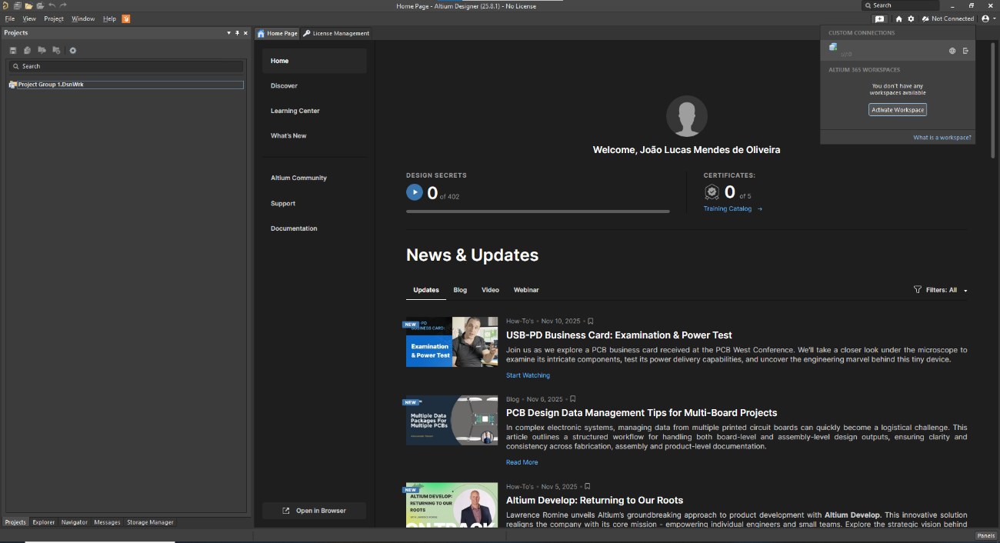 Home Page - Altium Designer (25.8.1) - No License
Search
File View Project Window Help
Not Connected
Projects
Home Page
License Management
CUSTOM CONNECTIONS
Search
ALTIUM 365 WORKSPACES
You don't have any
workspaces available
Activate Workspace
What is a workspace?
Project Group 1.DsnWrk
Home
Discover
Learning Center
What's New
Altium Community
Support
Documentation
Open in Browser
Welcome, João Lucas Mendes de Oliveira
DESIGN SECRETS
0 of 402
CERTIFICATES:
0 of 5
Training Catalog →
News & Updates
Updates Blog Video Webinar
Filters: All
NEW
BUSINESS CARD:
Examination
& Power Test
How-To's • Nov 10, 2025 •
USB-PD Business Card: Examination & Power Test
Join us as we explore a PCB business card received at the PCB West Conference. We'll take a closer look under the microscope to
examine its intricate components, test its power delivery capabilities, and uncover the engineering marvel behind this tiny device.
Start Watching
NEW
Multiple Data
Packages For
Multiple PCBs
Blog • Nov 6, 2025 •
PCB Design Data Management Tips for Multi-Board Projects
In complex electronic systems, managing data from multiple printed circuit boards can quickly become a logistical challenge. This
article outlines a structured workflow for handling both board-level and assembly-level design outputs, ensuring clarity and
consistency across fabrication, assembly and product-level documentation.
Read More
NEW
ALTIUM DEVELOP:
RETURNING TO OUR
ROOTS
ON TRACK
How-To's • Nov 5, 2025 •
Altium Develop: Returning to Our Roots
Lawrence Romine unveils Altium's groundbreaking approach to product development with Altium Develop. This innovative solution
realigns the company with its core mission - empowering individual engineers and small teams. Explore the strategic vision behind
Projects Explorer Navigator Messages Storage Manager
Panels